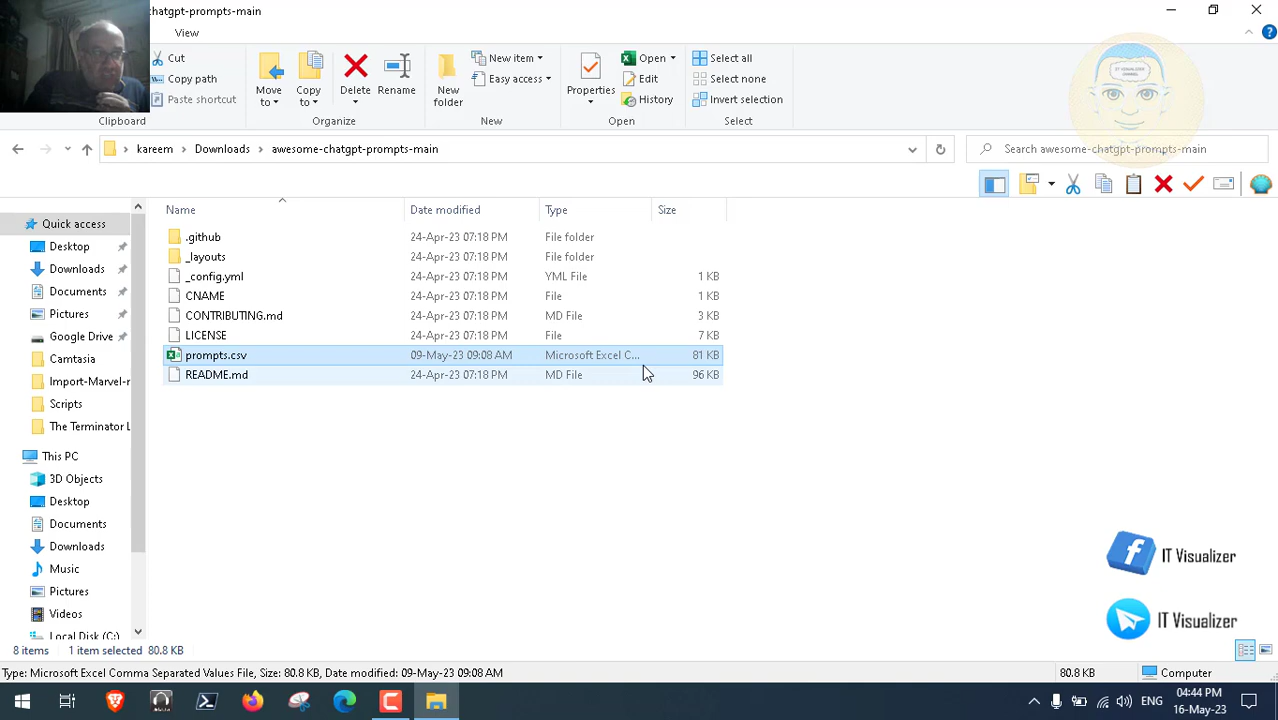 chatgpt-prompts-main
View
Cut
Copy path
Paste shortcut
Clipboard
Move to
Copy to
Delete
Rename
Organize
New folder
New item
Easy access
New
Properties
Open
Edit
History
Open
Select all
Select none
Invert selection
Select
IT VISUALIZER CHANNEL
kareem > Downloads > awesome-chatgpt-prompts-main
Search awesome-chatgpt-prompts-main
Quick access
Desktop
Downloads
Documents
Pictures
Google Drive
Camtasia
Import-Marvel-r
Scripts
The Terminator L
This PC
3D Objects
Desktop
Documents
Downloads
Music
Pictures
Videos
Local Disk (C:)
Name Date modified Type Size
.github 24-Apr-23 07:18 PM File folder
_layouts 24-Apr-23 07:18 PM File folder
_config.yml 24-Apr-23 07:18 PM YML File 1 KB
CNAME 24-Apr-23 07:18 PM File 1 KB
CONTRIBUTING.md 24-Apr-23 07:18 PM MD File 3 KB
LICENSE 24-Apr-23 07:18 PM File 7 KB
prompts.csv 09-May-23 09:08 AM Microsoft Excel C... 81 KB
README.md 24-Apr-23 07:18 PM MD File 96 KB
IT Visualizer
IT Visualizer
8 items 1 item selected 80.8 KB
Type: Microsoft Excel Comma Separated Values File, Size: 80.8 KB, Date modified: 09-May-23 09:08 AM 80.8 KB Computer
ENG
04:44 PM
16-May-23